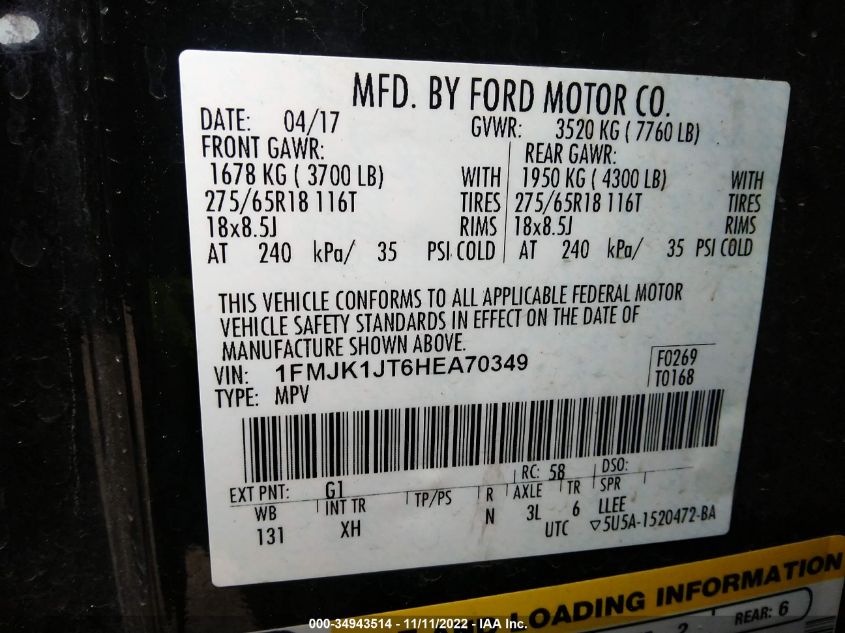 MFD. BY FORD MOTOR CO.
DATE: 04/17 GVWR: 3520 KG ( 7760 LB)
FRONT GAWR: REAR GAWR:
1678 KG ( 3700 LB) WITH 1950 KG ( 4300 LB) WITH
275/65R18 116T TIRES 275/65R18 116T TIRES
18x8.5J RIMS 18x8.5J RIMS
AT 240 kPa/ 35 PSI COLD AT 240 kPa/ 35 PSI COLD
THIS VEHICLE CONFORMS TO ALL APPLICABLE FEDERAL MOTOR
VEHICLE SAFETY STANDARDS IN EFFECT ON THE DATE OF
MANUFACTURE SHOWN ABOVE.
VIN: 1FMJK1JT6HEA70349 F0269
TYPE: MPV T0168
EXT PNT: G1 RC: 58 DSO:
WB INT TR TP/PS R AXLE TR SPR
131 XH N 3L 6 LLEE
UTC ▽5U5A-1520472-BA
AND LOADING INFORMATION
2 REAR: 6
000-34943514 - 11/11/2022 - IAA Inc.